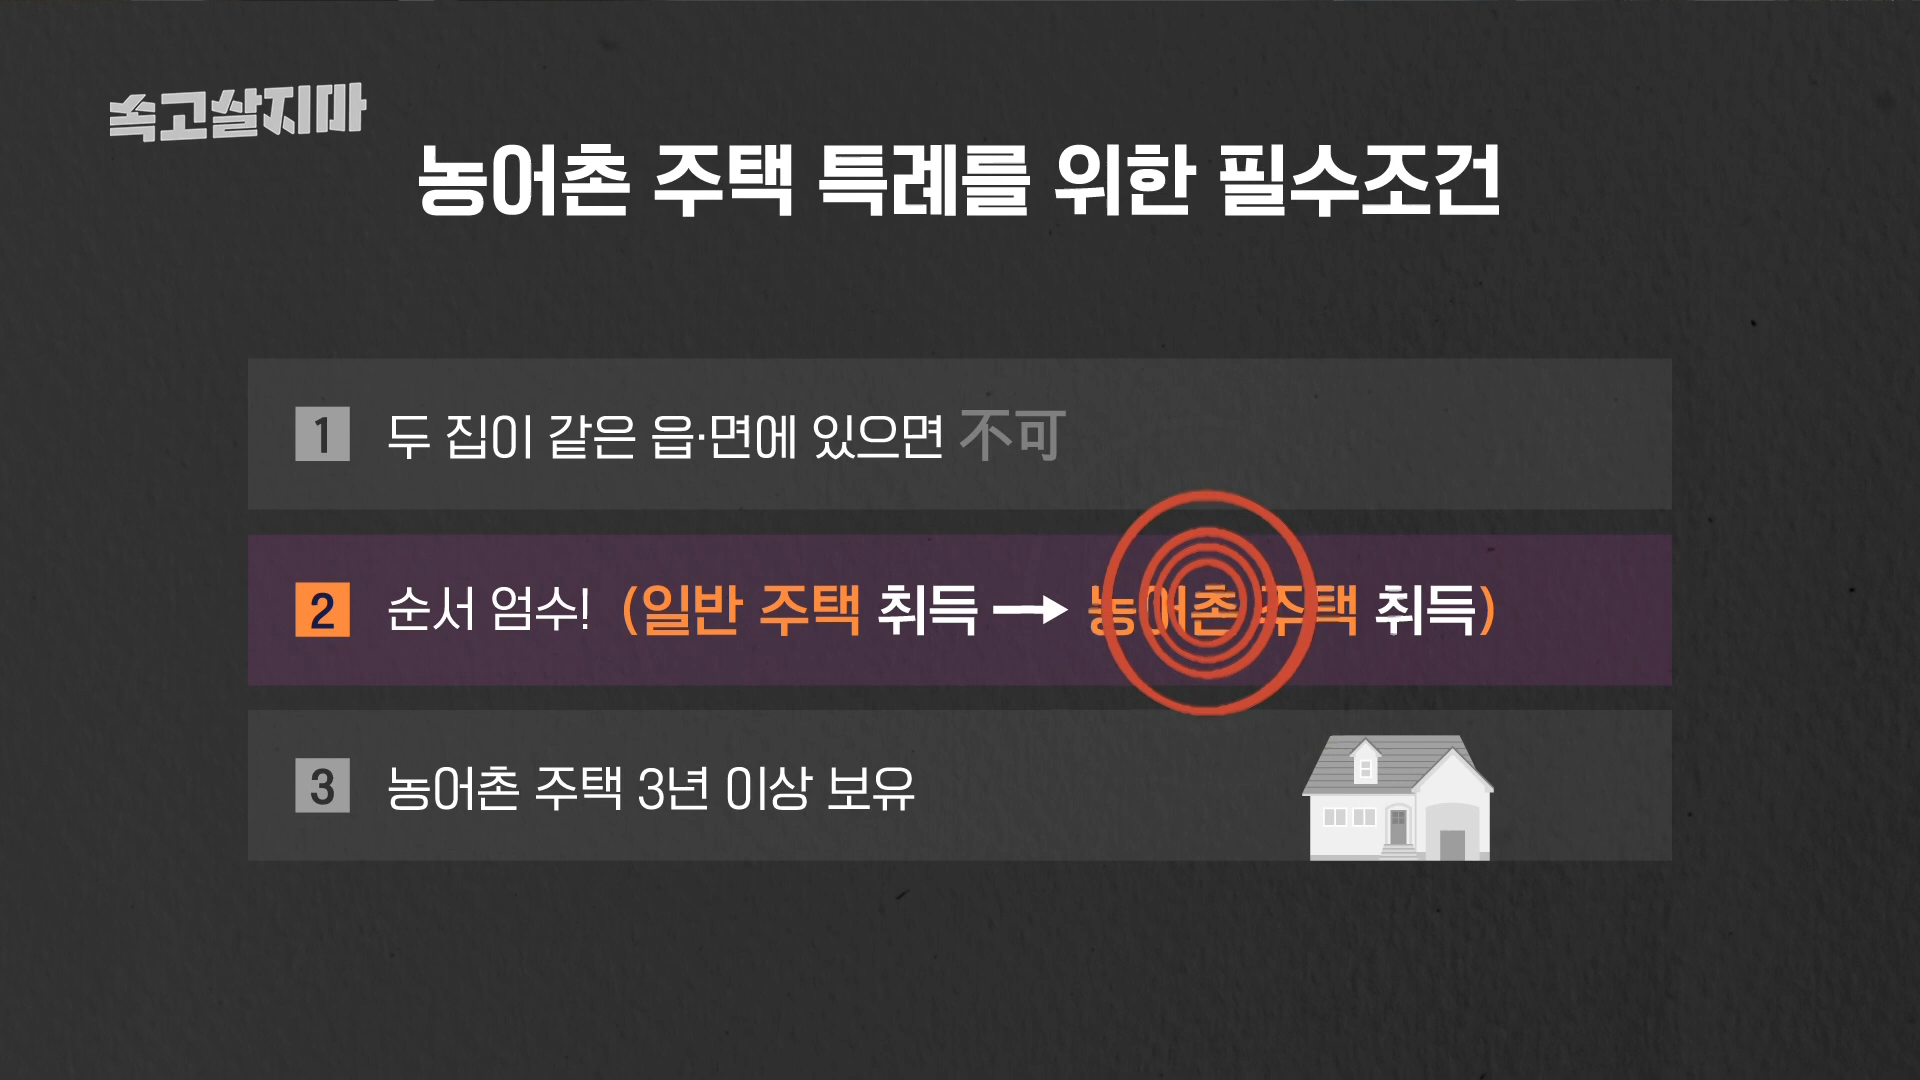 속고살지마
농어촌 주택 특례를 위한 필수조건
1 두 집이 같은 읍·면에 있으면 不可
2 순서 엄수! (일반 주택 취득 → 농어촌 주택 취득)
3 농어촌 주택 3년 이상 보유